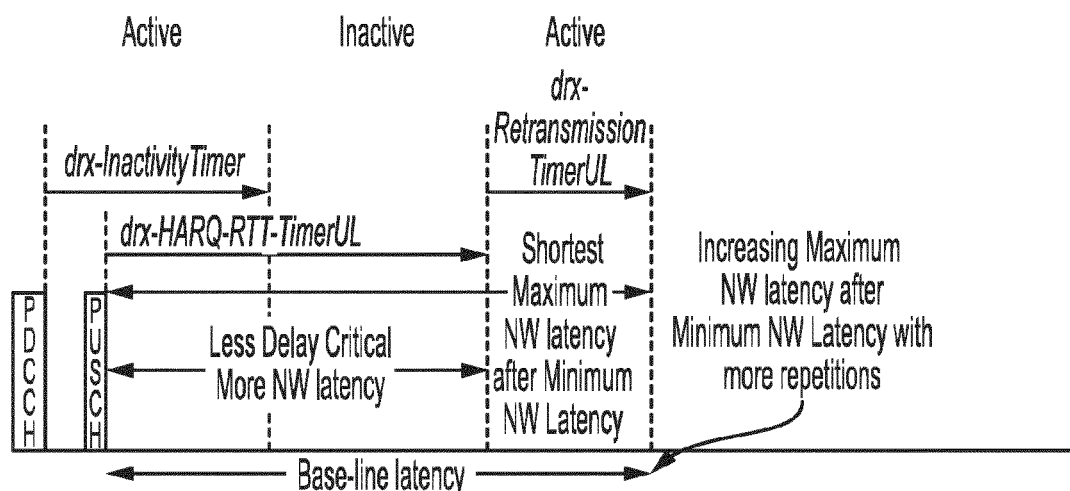 Active
Inactive
Active
drx-
Retransmission
TimerUL
drx-InactivityTimer
drx-HARQ-RTT-TimerUL
Shortest
Maximum
NW latency
after Minimum
NW Latency
Increasing Maximum
NW latency after
Minimum NW Latency with
more repetitions
PDCCH
PUSCH
Less Delay Critical
More NW latency
Base-line latency